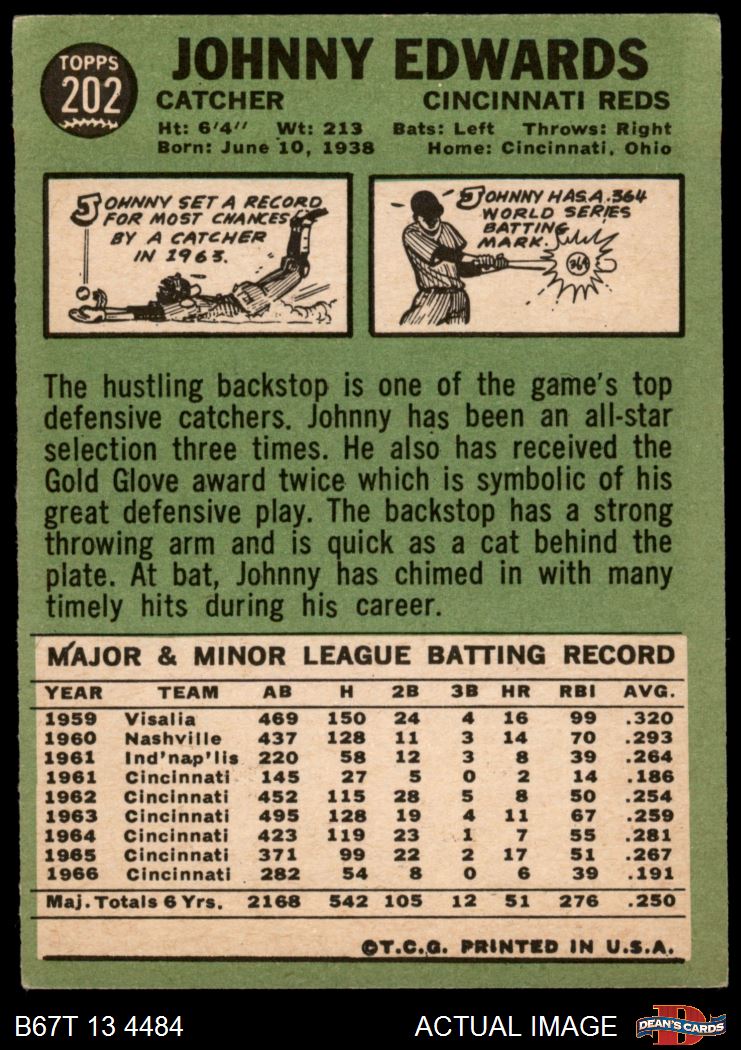 TOPPS
202
JOHNNY EDWARDS
CATCHER CINCINNATI REDS
Ht: 6'4" Wt: 213 Bats: Left Throws: Right
Born: June 10, 1938 Home: Cincinnati, Ohio
JOHNNY SET A RECORD
FOR MOST CHANCES
BY A CATCHER
IN 1963.
JOHNNY HAS A .364
WORLD SERIES
BATTING
MARK.
364
The hustling backstop is one of the game's top
defensive catchers. Johnny has been an all-star
selection three times. He also has received the
Gold Glove award twice which is symbolic of his
great defensive play. The backstop has a strong
throwing arm and is quick as a cat behind the
plate. At bat, Johnny has chimed in with many
timely hits during his career.
MAJOR & MINOR LEAGUE BATTING RECORD
YEAR TEAM AB H 2B 3B HR RBI AVG.
1959 Visalia 469 150 24 4 16 99 .320
1960 Nashville 437 128 11 3 14 70 .293
1961 Ind'nap'lis 220 58 12 3 8 39 .264
1961 Cincinnati 145 27 5 0 2 14 .186
1962 Cincinnati 452 115 28 5 8 50 .254
1963 Cincinnati 495 128 19 4 11 67 .259
1964 Cincinnati 423 119 23 1 7 55 .281
1965 Cincinnati 371 99 22 2 17 51 .267
1966 Cincinnati 282 54 8 0 6 39 .191
Maj. Totals 6 Yrs. 2168 542 105 12 51 276 .250
©T.C.G. PRINTED IN U.S.A.
B67T 13 4484 ACTUAL IMAGE DEAN'S CARDS